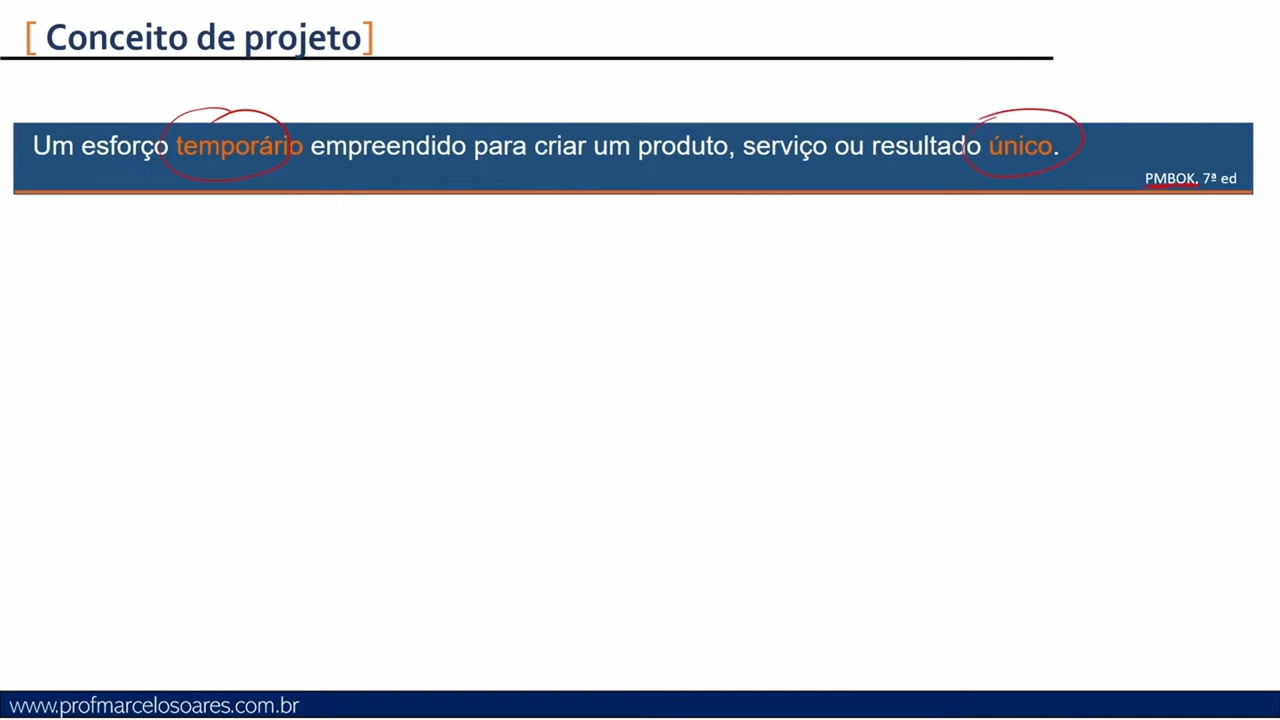 [ Conceito de projeto]
Um esforço temporário empreendido para criar um produto, serviço ou resultado único.
PMBOK, 7ª ed
www.profmarcelosoares.com.br